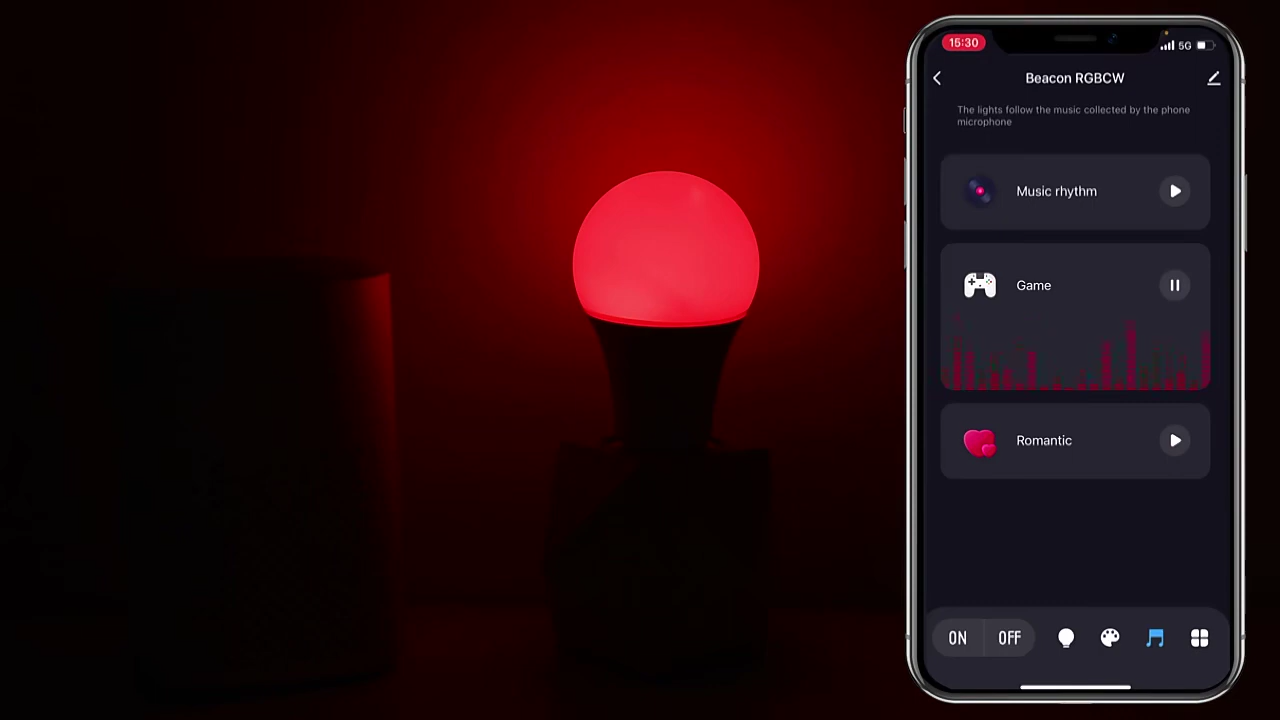 15:30
5G
Beacon RGBCW
The lights follow the music collected by the phone
microphone
Music rhythm
Game
Romantic
ON
OFF